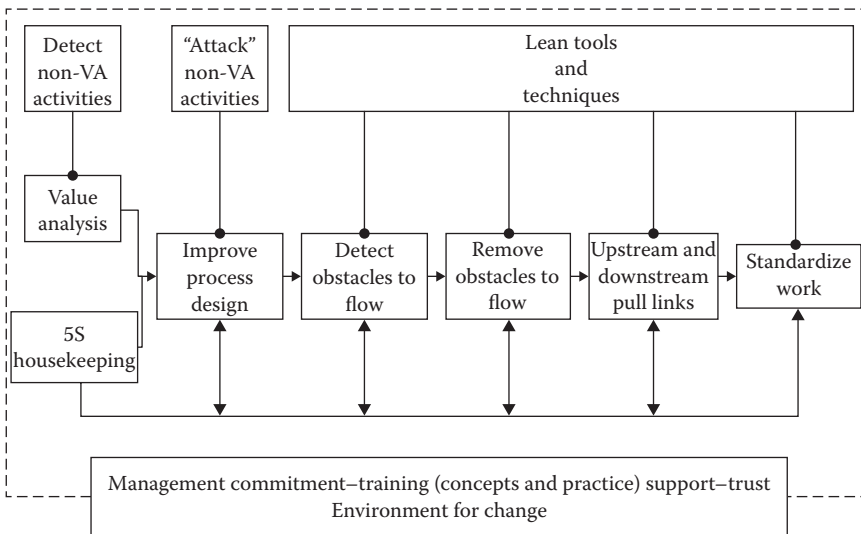 Detect
non-VA
activities
“Attack”
non-VA
activities
Lean tools
and
techniques
Value
analysis
Improve
process
design
Detect
obstacles to
flow
Remove
obstacles to
flow
Upstream and
downstream
pull links
Standardize
work
5S
housekeeping
Management commitment–training (concepts and practice) support–trust
Environment for change